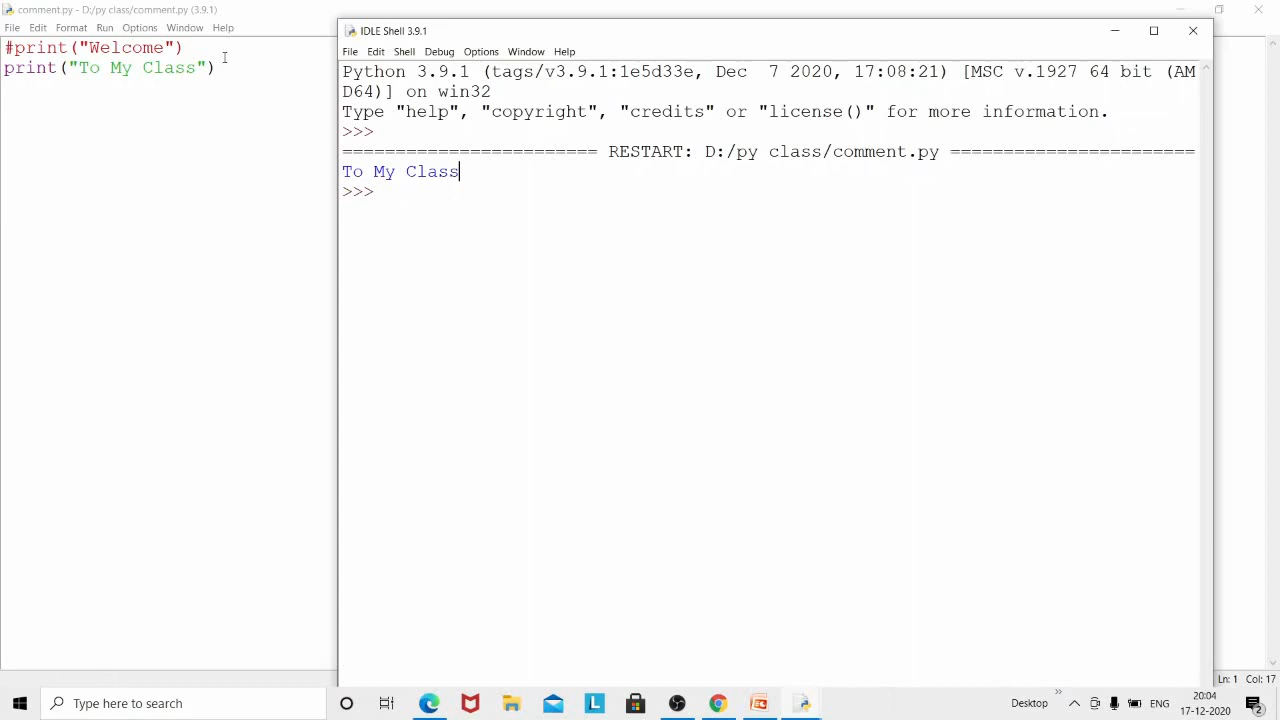 comment.py - D:/py class/comment.py (3.9.1)
File Edit Format Run Options Window Help
#print("Welcome")
print("To My Class")
IDLE Shell 3.9.1
File Edit Shell Debug Options Window Help
Python 3.9.1 (tags/v3.9.1:1e5d33e, Dec  7 2020, 17:08:21) [MSC v.1927 64 bit (AM
D64)] on win32
Type "help", "copyright", "credits" or "license()" for more information.
>>>
======================== RESTART: D:/py class/comment.py =======================
To My Class
>>>
Ln: 1 Col: 17
Type here to search
Desktop
ENG
20:04
17-12-2020
2